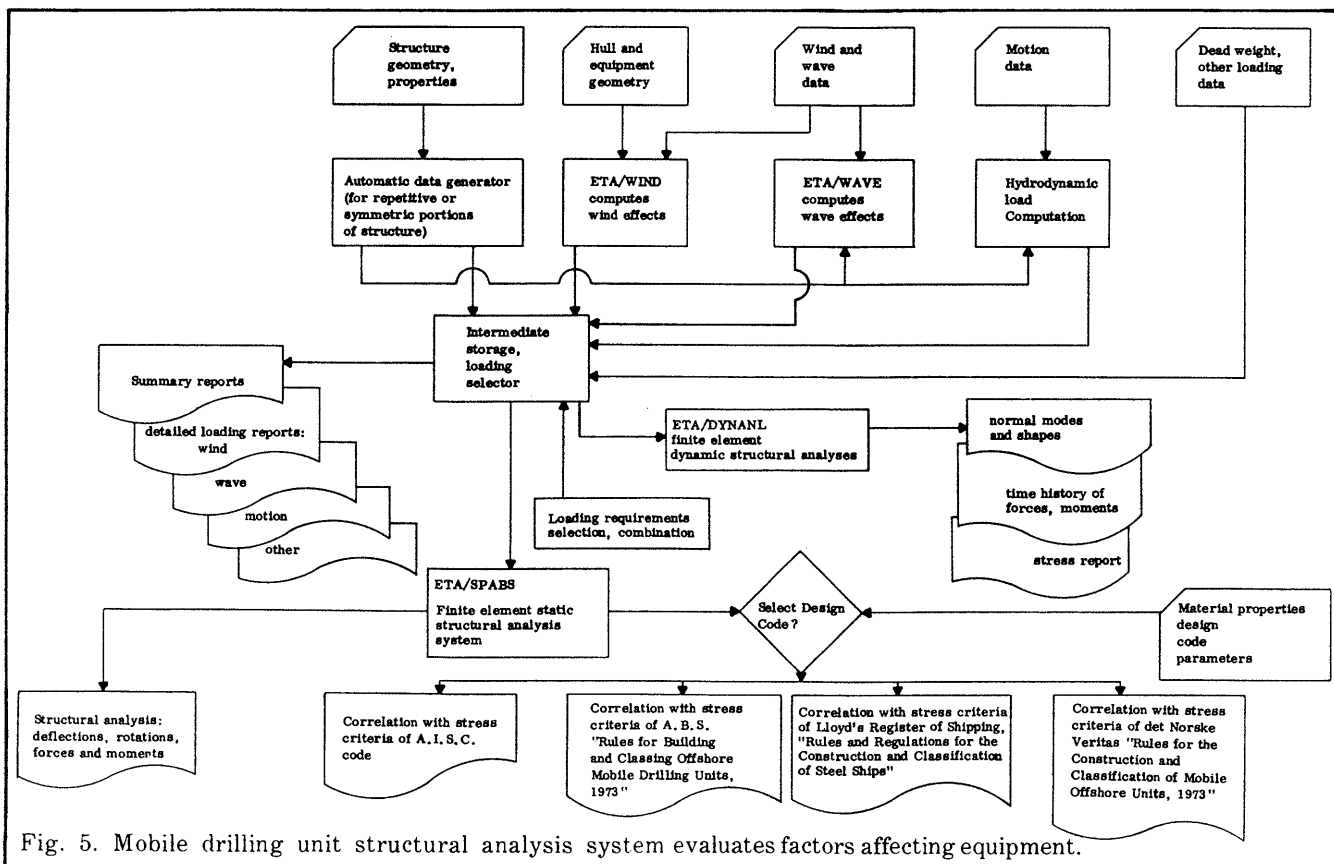 Structure
geometry,
properties
Hull and
equipment
geometry
Wind and
wave
data
Motion
data
Dead weight,
other loading
data
Automatic data generator
(for repetitive or
symmetric portions
of structure)
ETA/WIND
computes
wind effects
ETA/WAVE
computes
wave effects
Hydrodynamic
load
Computation
Intermediate
storage,
loading
selector
Summary reports
detailed loading reports:
wind
wave
motion
other
ETA/DYNANL
finite element
dynamic structural analyses
normal modes
and shapes
time history of
forces, moments
stress report
Loading requirements
selection, combination
ETA/SPABS
Finite element static
structural analysis
system
Select Design
Code?
Material properties
design
code
parameters
Structural analysis:
deflections, rotations,
forces and moments
Correlation with stress
criteria of A.I.S.C.
code
Correlation with stress
criteria of A.B.S.
"Rules for Building
and Classing Offshore
Mobile Drilling Units,
1973"
Correlation with stress criteria
of Lloyd's Register of Shipping,
"Rules and Regulations for the
Construction and Classification
of Steel Ships"
Correlation with stress
criteria of det Norske
Veritas "Rules for the
Construction and
Classification of Mobile
Offshore Units, 1973"
Fig. 5. Mobile drilling unit structural analysis system evaluates factors affecting equipment.